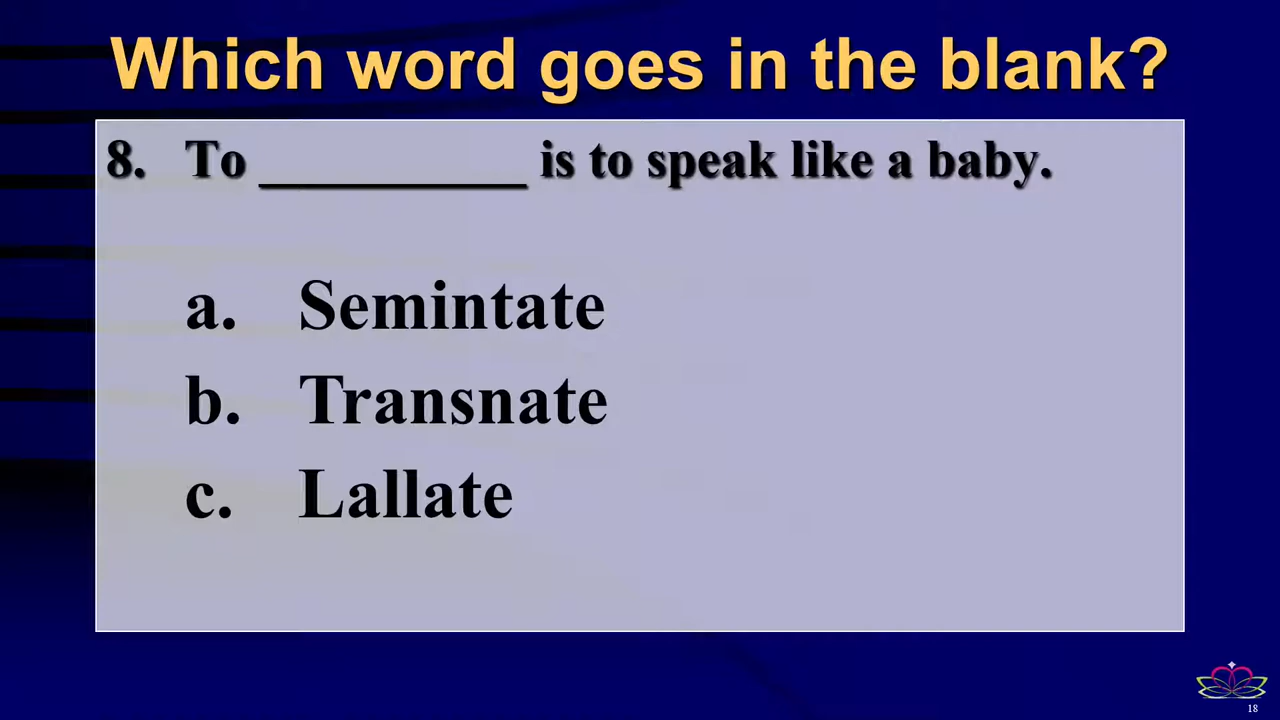 Which word goes in the blank?
8. To __________ is to speak like a baby.
a. Semintate
b. Transnate
c. Lallate
18